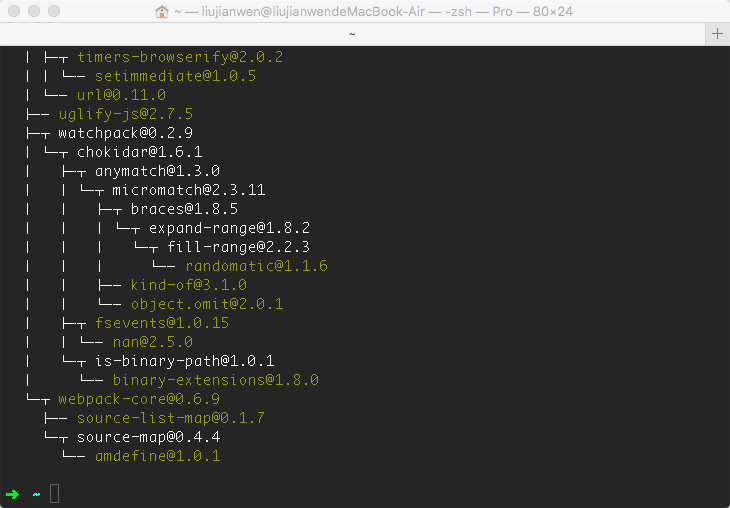 ~ — liujianwen@liujianwendeMacBook-Air — -zsh — Pro — 80×24
~
│ ├─┬ timers-browserify@2.0.2
│ │ └── setimmediate@1.0.5
│ └── url@0.11.0
├── uglify-js@2.7.5
├─┬ watchpack@0.2.9
│ └─┬ chokidar@1.6.1
│   ├─┬ anymatch@1.3.0
│   │ └─┬ micromatch@2.3.11
│   │   ├─┬ braces@1.8.5
│   │   │ └─┬ expand-range@1.8.2
│   │   │   └─┬ fill-range@2.2.3
│   │   │     └── randomatic@1.1.6
│   │   ├── kind-of@3.1.0
│   │   └── object.omit@2.0.1
│   ├─┬ fsevents@1.0.15
│   │ └── nan@2.5.0
│   └─┬ is-binary-path@1.0.1
│     └── binary-extensions@1.8.0
└─┬ webpack-core@0.6.9
  ├── source-list-map@0.1.7
  └─┬ source-map@0.4.4
    └── amdefine@1.0.1
➜ ~